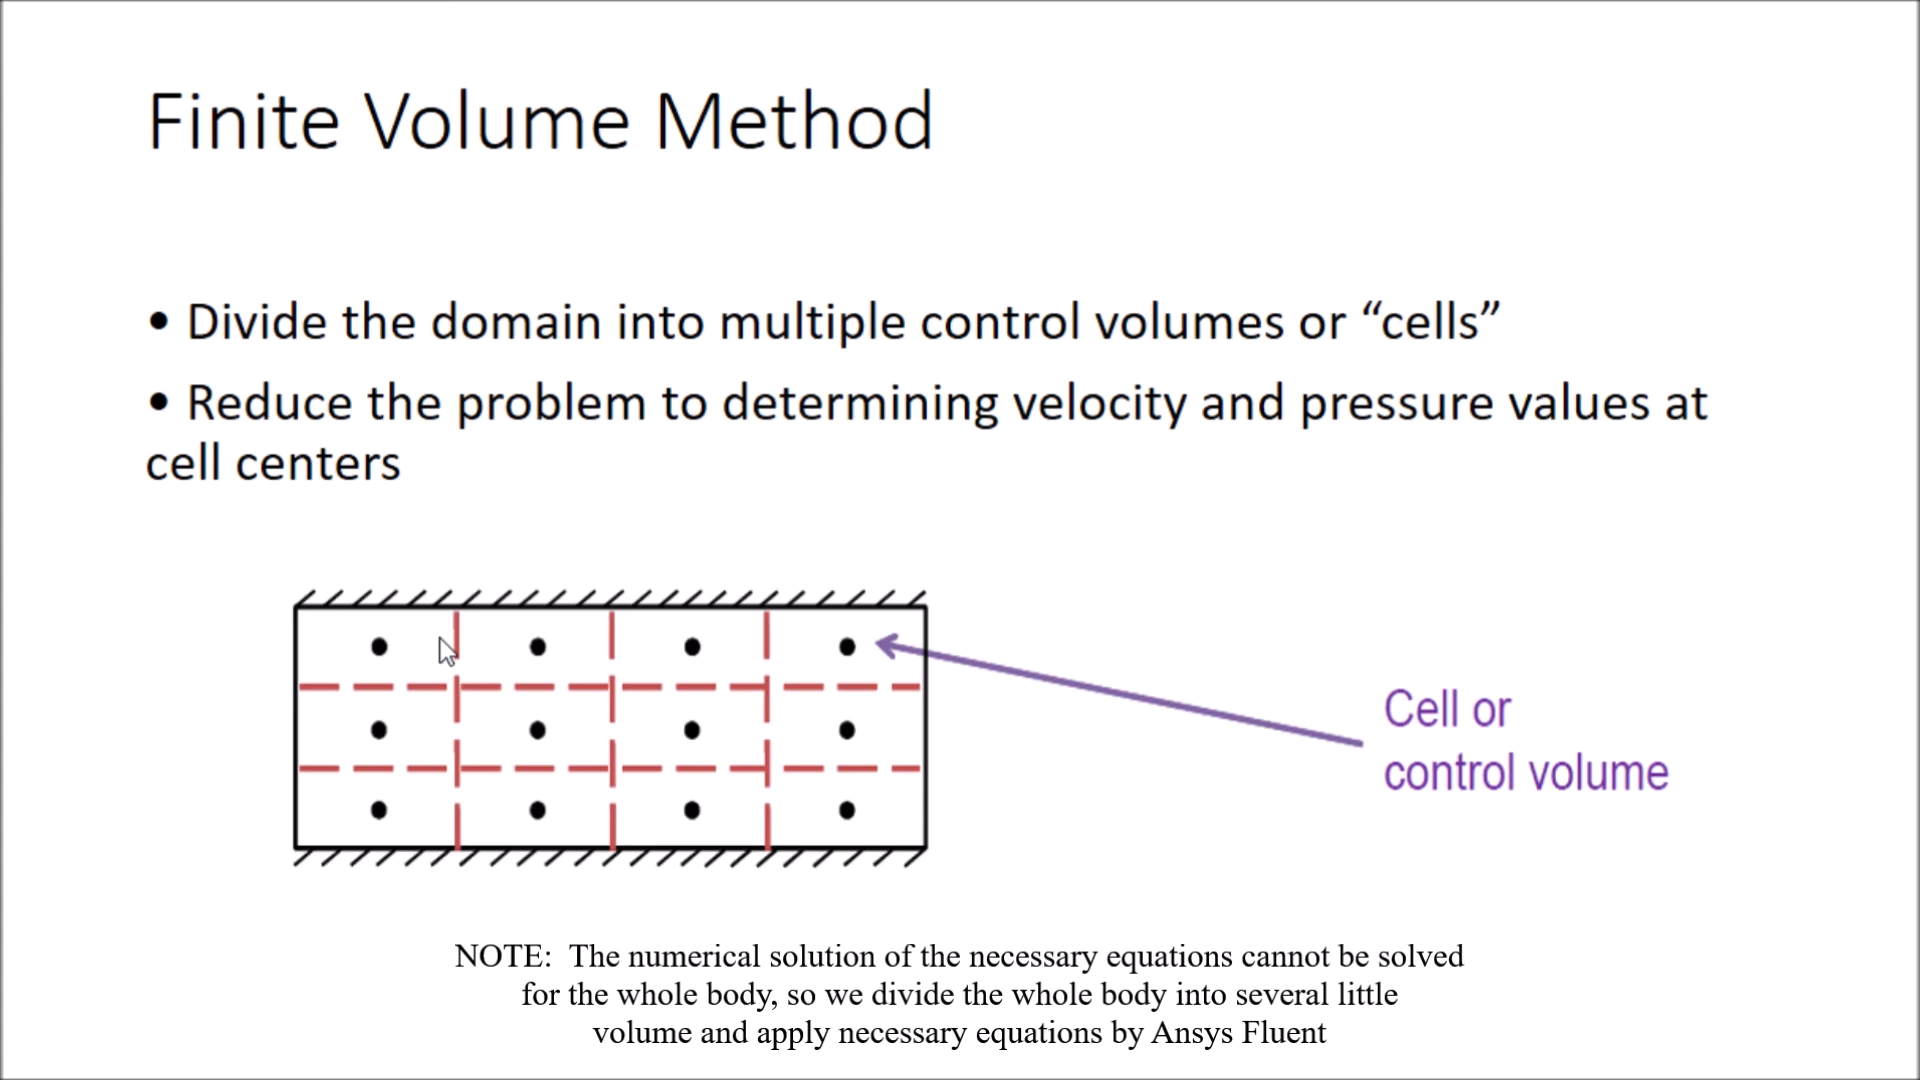 Finite Volume Method
• Divide the domain into multiple control volumes or “cells”
• Reduce the problem to determining velocity and pressure values at
cell centers
Cell or
control volume
NOTE:  The numerical solution of the necessary equations cannot be solved
for the whole body, so we divide the whole body into several little
volume and apply necessary equations by Ansys Fluent